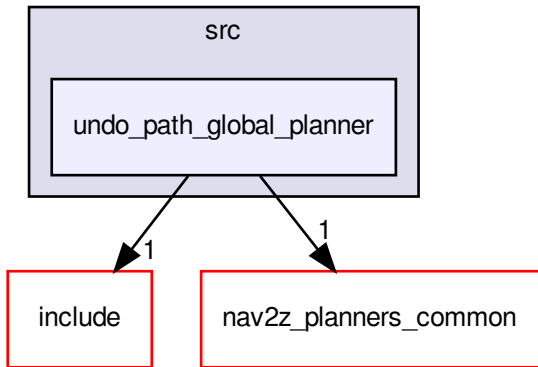 src
undo_path_global_planner
1
1
include
nav2z_planners_common